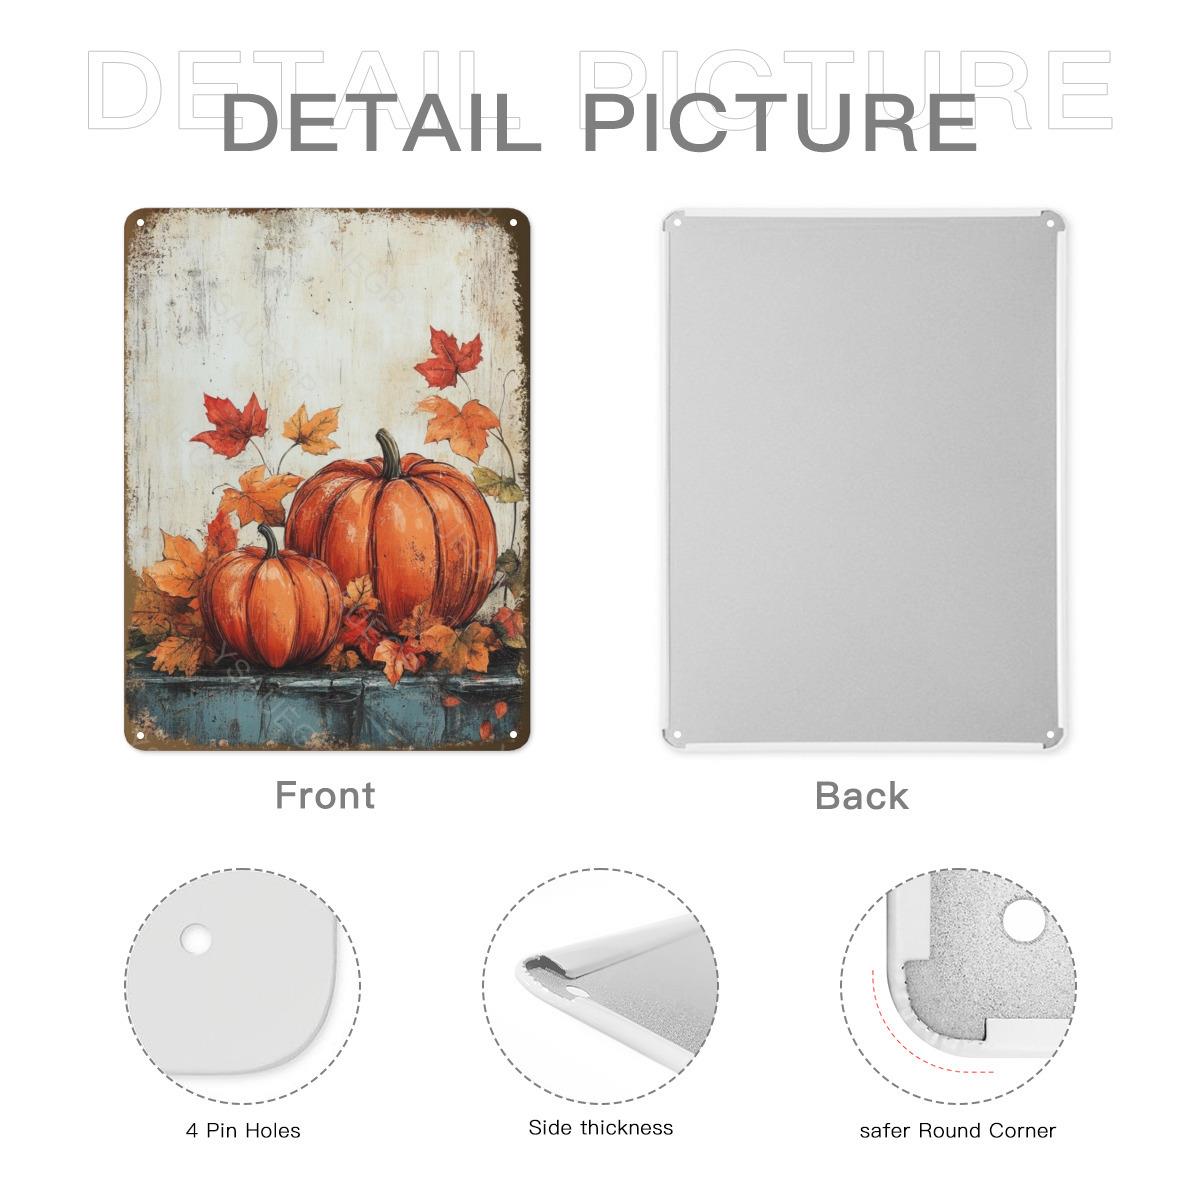 DETAIL PICTURE
DETAIL PICTURE
Front
Back
4 Pin Holes
Side thickness
safer Round Corner